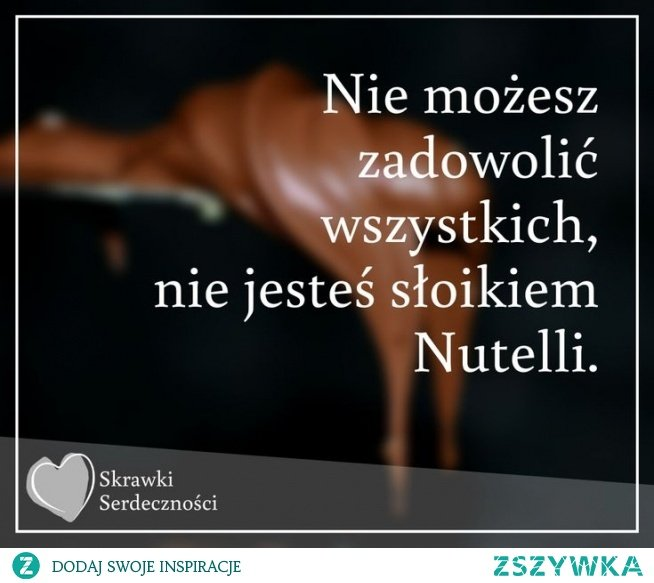 Nie możesz
zadowolić
wszystkich,
nie jesteś słoikiem
Nutelli.
Skrawki
Serdeczności
Z DODAJ SWOJE INSPIRACJE
ZSZYWKA